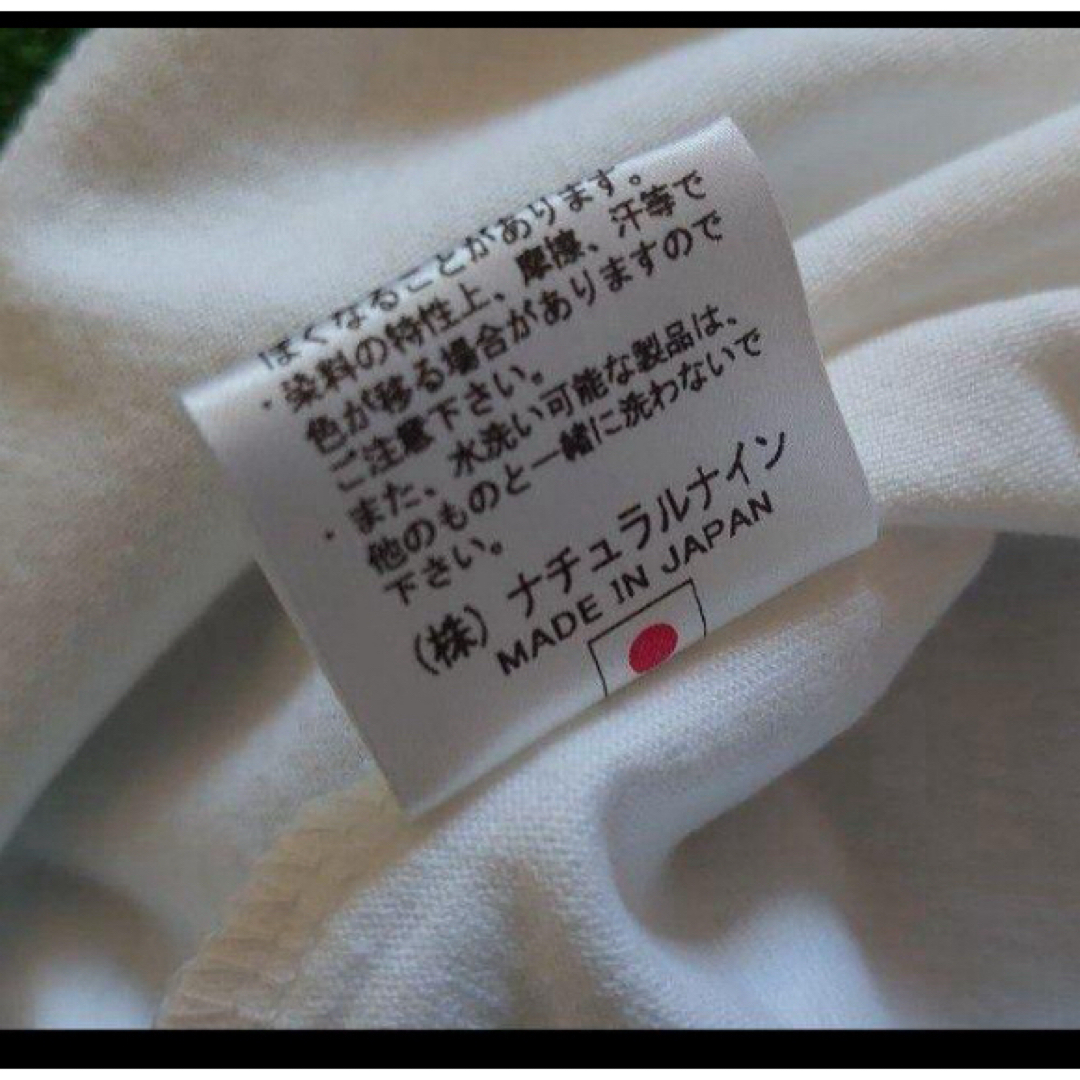 ぽくなることがあります。
・染料の特性上、摩擦、汗等で
色が移る場合がありますので
ご注意下さい。
・また、水洗い可能な製品は、
他のものと一緒に洗わないで
下さい。
(株) ナチュラルナイン
MADE IN JAPAN